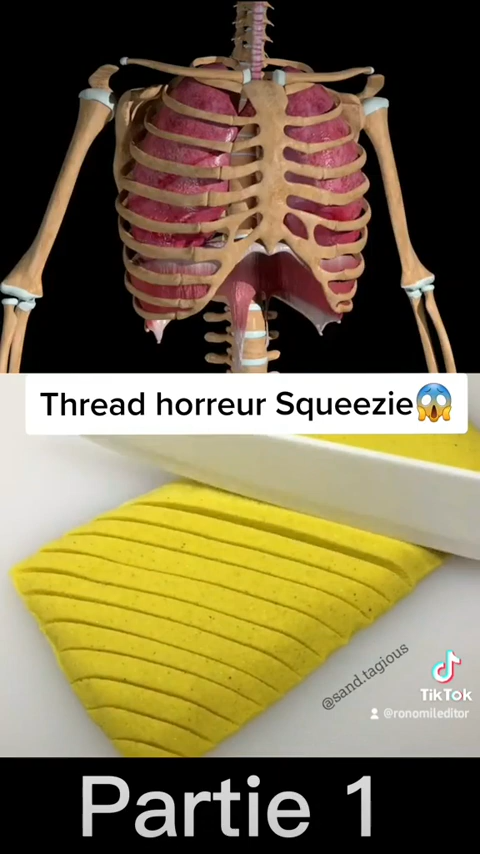 Thread horreur Squeezie😱
@sand.tagious
TikTok
@ronomileditor
Partie 1